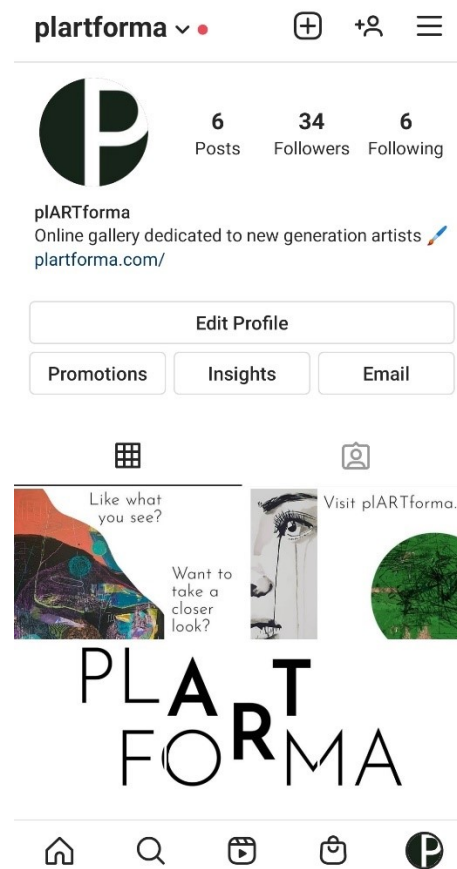 plartforma
6 34 6
Posts Followers Following
plARTforma
Online gallery dedicated to new generation artists
plartforma.com/
Edit Profile
Promotions Insights Email
Like what
you see?
Visit plARTforma.
Want to
take a
closer
look?
PLART
FORMA